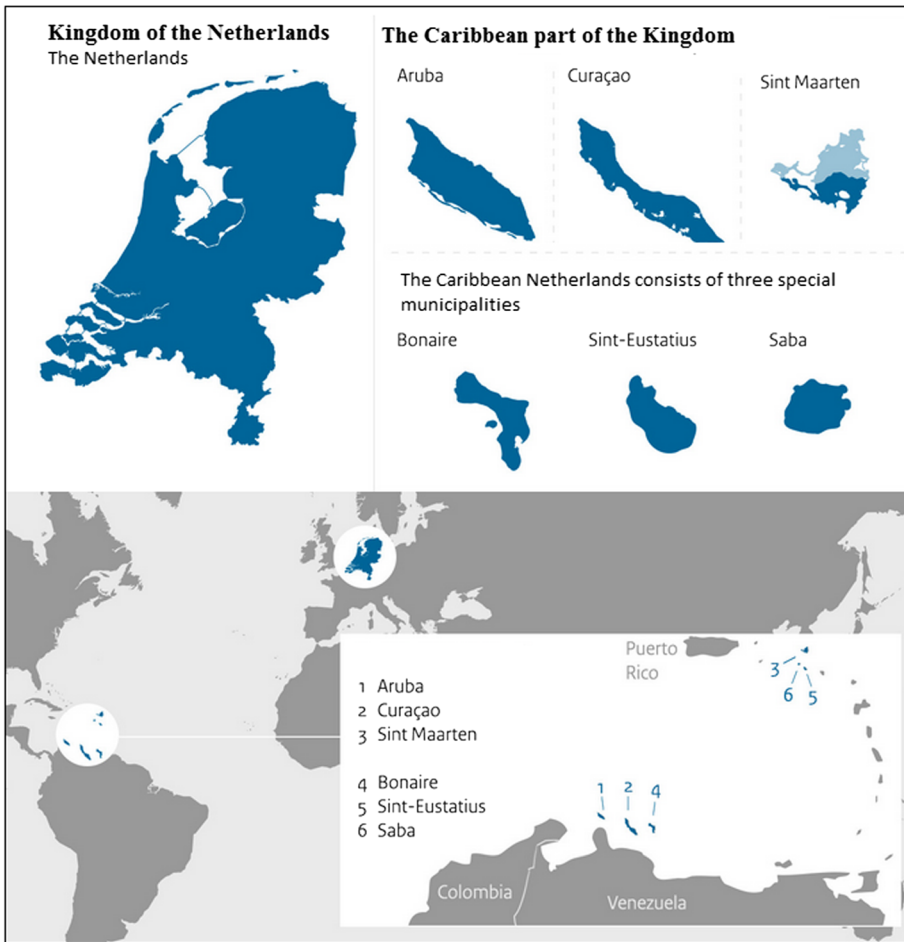 Kingdom of the Netherlands
The Netherlands
The Caribbean part of the Kingdom
Aruba
Curaçao
Sint Maarten
The Caribbean Netherlands consists of three special
municipalities
Bonaire
Sint-Eustatius
Saba
Puerto
Rico
1 Aruba
2 Curaçao
3 Sint Maarten
4 Bonaire
5 Sint-Eustatius
6 Saba
3
6
5
1
2
4
Colombia
Venezuela